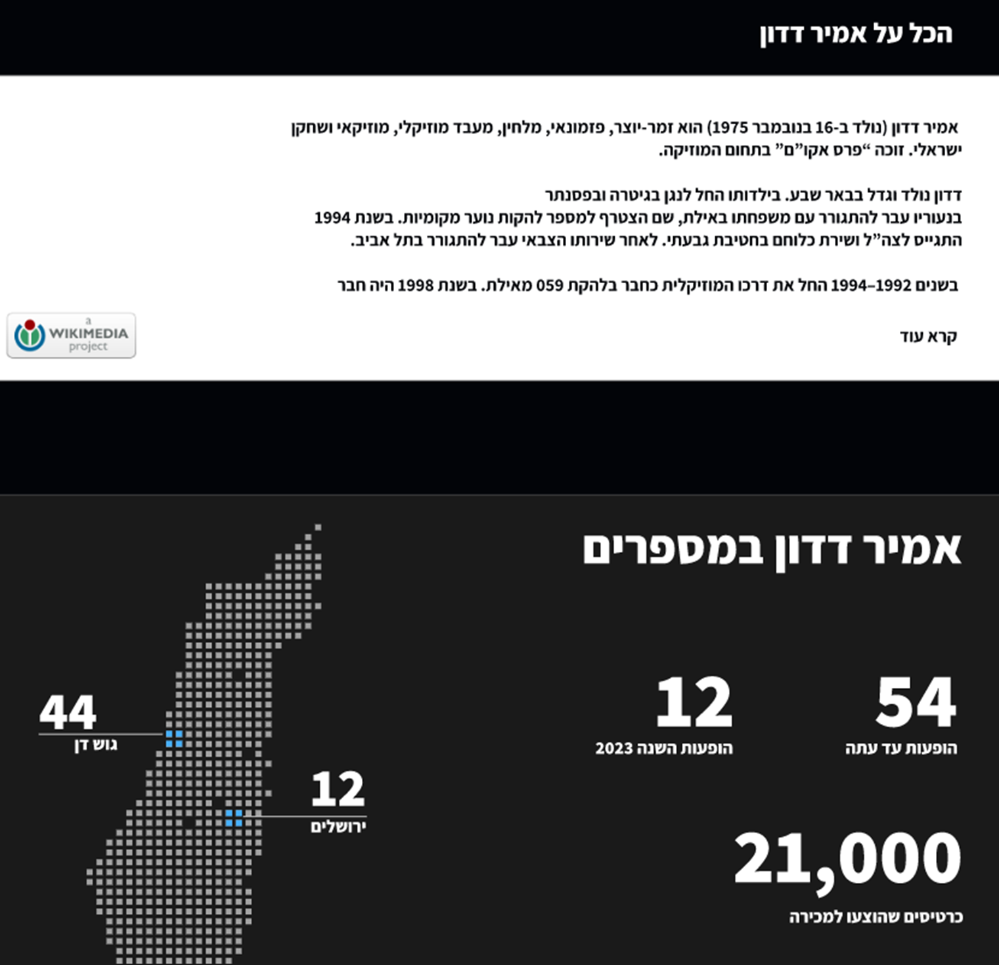 הכל על אמיר דדון
אמיר דדון (נולד ב-16 בנובמבר 1975) הוא זמר-יוצר, פזמונאי, מלחין, מעבד מוזיקלי, מוזיקאי ושחקן
ישראלי. זוכה “פרס אקו”ם” בתחום המוזיקה.
דדון נולד וגדל בבאר שבע. בילדותו החל לנגן בגיטרה ובפסנתר
בנעוריו עבר להתגורר עם משפחתו באילת, שם הצטרף למספר להקות נוער מקומיות. בשנת 1994
התגייס לצה”ל ושירת כלוחם בחטיבת גבעתי. לאחר שירותו הצבאי עבר להתגורר בתל אביב.
בשנים 1992–1994 החל את דרכו המוזיקלית כחבר בלהקת 059 מאילת. בשנת 1998 היה חבר
קרא עוד
a
WIKIMEDIA
project
אמיר דדון במספרים
54
הופעות עד עתה
12
הופעות השנה 2023
21,000
כרטיסים שהוצעו למכירה
44
גוש דן
12
ירושלים